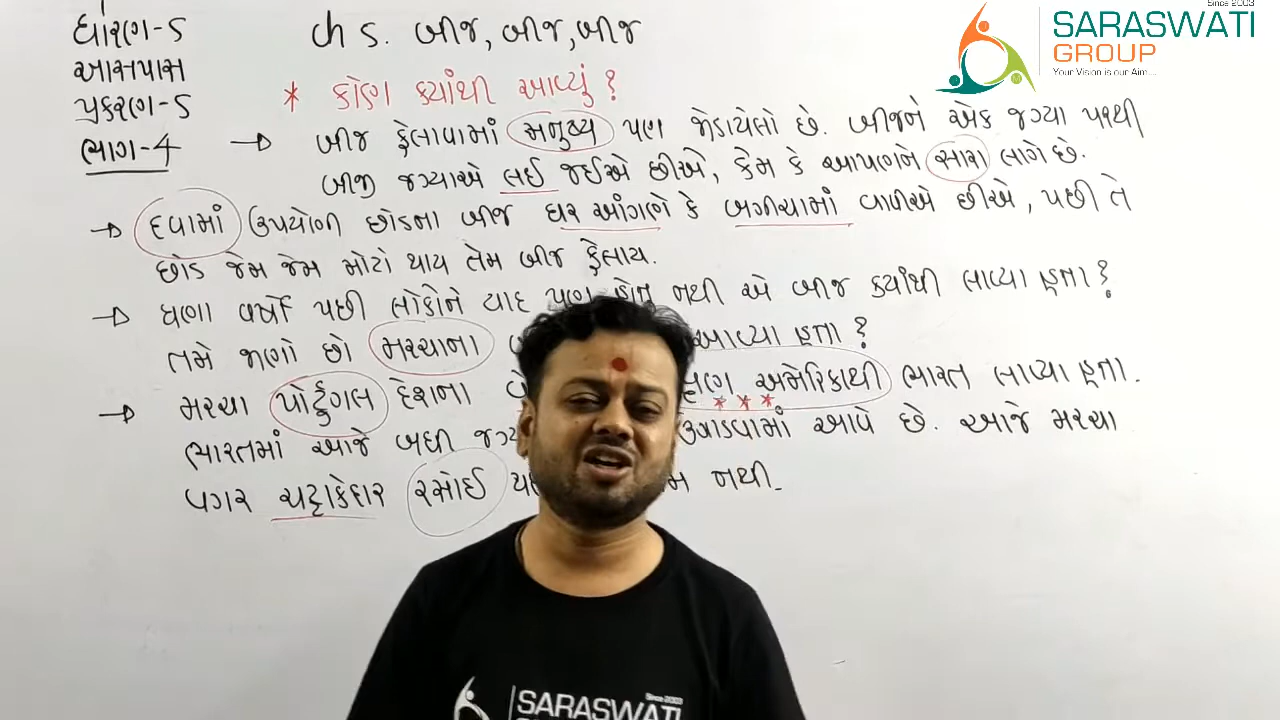 ધોરણ-5
આસપાસ
પ્રકરણ-5
ભાગ-4
ch 5. બીજ, બીજ, બીજ
* કોણ ક્યાંથી આવ્યું ?
→ બીજ ફેલાવામાં મનુષ્ય પણ જોડાયેલો છે. બીજને એક જગ્યા પરથી
બીજી જગ્યાએ લઈ જઈએ છીએ, કેમ કે આપણને સારા લાગે છે.
→ દવામાં ઉપયોગી છોડના બીજ ઘર આંગણે કે બગીચામાં વાવીએ છીએ, પછી તે
છોડ જેમ જેમ મોટો થાય તેમ બીજ ફેલાય.
→ ઘણા વર્ષો પછી લોકોને યાદ પણ હોતુ નથી એ બીજ ક્યાંથી લાવ્યા હતા ?
તમે જાણો છો મરચાના આવ્યા હતા ?
→ મરચા પોર્ટુગલ દેશના અમેરિકાથી ભારત લાવ્યા હતા.
ભારતમાં આજે બધી ઉગાડવામાં આવે છે. આજે મરચા
વગર ચટ્ટાકેદાર રસોઈ નથી.
Since 2003
SARASWATI
GROUP
Your Vision is our Aim...
Since 2003
SARASWATI